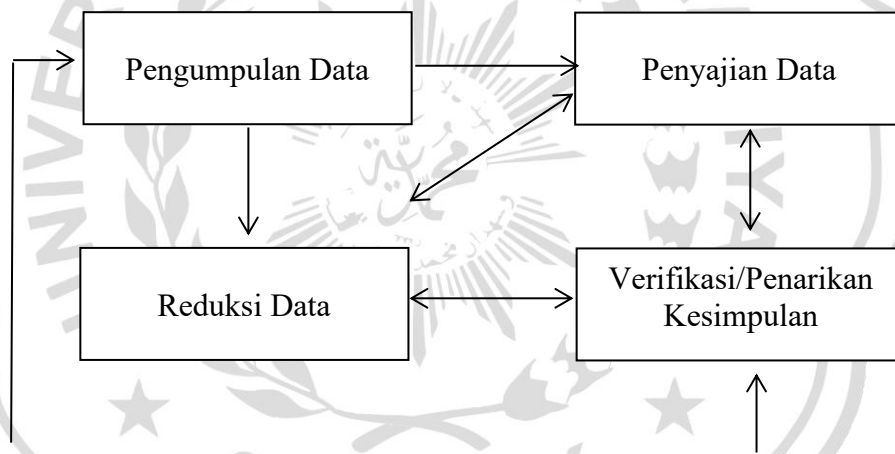 Pengumpulan Data
Penyajian Data
Reduksi Data
Verifikasi/Penarikan
Kesimpulan